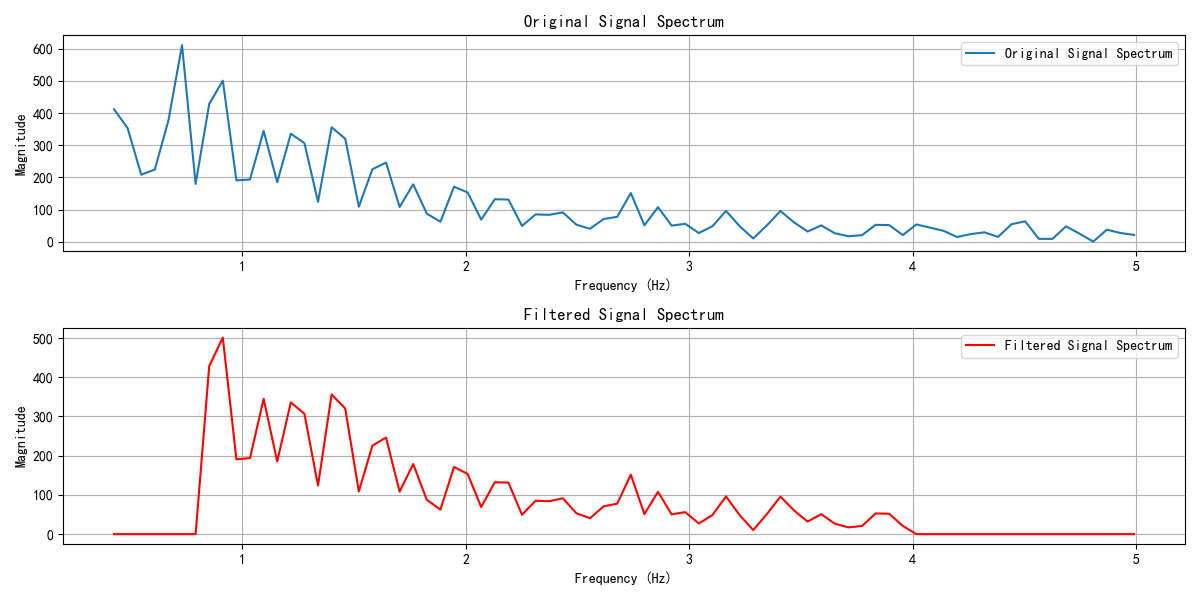 Original Signal Spectrum
Original Signal Spectrum
Magnitude
600
500
400
300
200
100
0
1
2
3
4
5
Frequency (Hz)
Filtered Signal Spectrum
Filtered Signal Spectrum
Magnitude
500
400
300
200
100
0
1
2
3
4
5
Frequency (Hz)